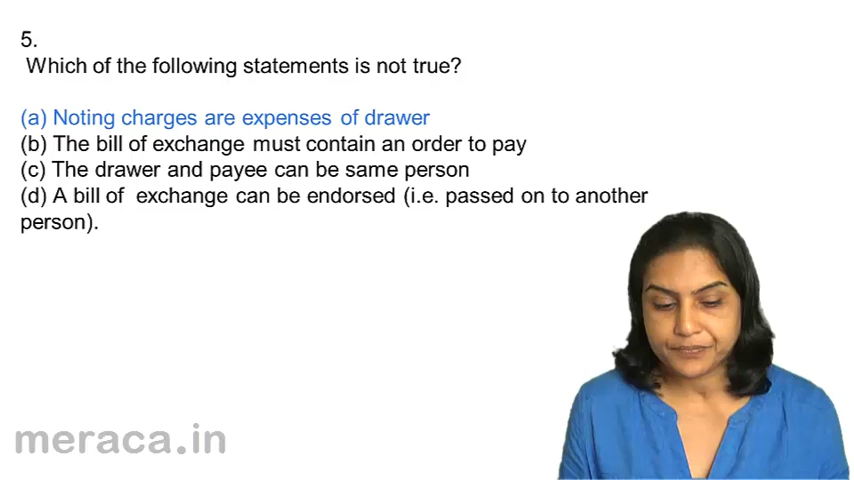 5.
Which of the following statements is not true?
(a) Noting charges are expenses of drawer
(b) The bill of exchange must contain an order to pay
(c) The drawer and payee can be same person
(d) A bill of exchange can be endorsed (i.e. passed on to another
person).
meraca.in